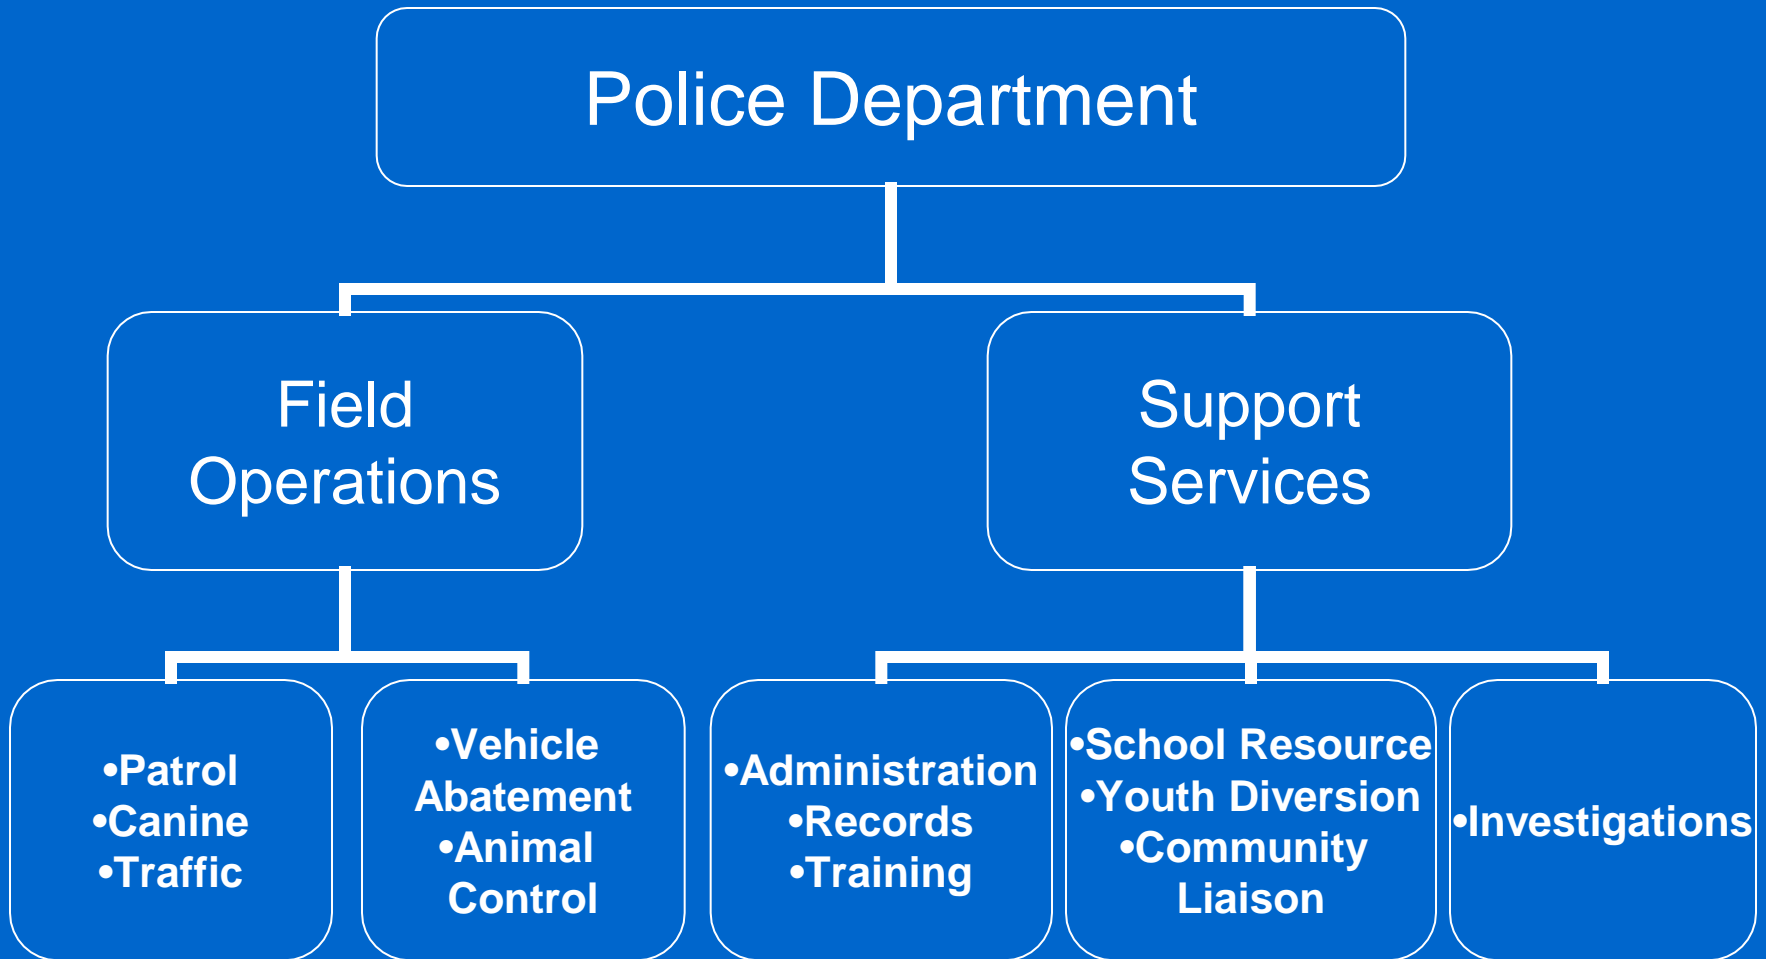 Police Department
Field
Operations
Support
Services
•Patrol
•Canine
•Traffic
•Vehicle
Abatement
•Animal
Control
•Administration
•Records
•Training
•School Resource
•Youth Diversion
•Community
Liaison
•Investigations